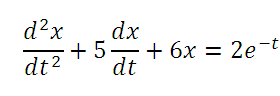 d²x/dt² + 5 dx/dt + 6x = 2e⁻ᵗ